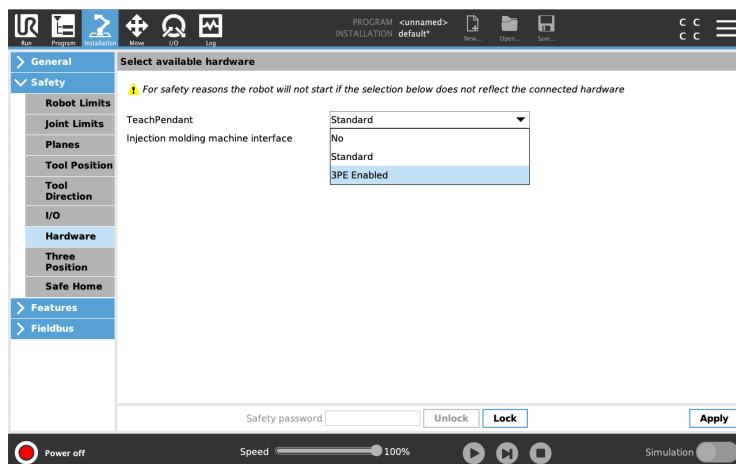 UR
PROGRAM <unnamed>
INSTALLATION default*
C C
C C
Run Program Installation Move I/O Log New... Open... Save...
General
Safety
Robot Limits
Joint Limits
Planes
Tool Position
Tool
Direction
I/O
Hardware
Three
Position
Safe Home
Features
Fieldbus
Select available hardware
For safety reasons the robot will not start if the selection below does not reflect the connected hardware
TeachPendant Standard
Injection molding machine interface No
Standard
3PE Enabled
Safety password Unlock Lock Apply
Power off Speed 100% Simulation